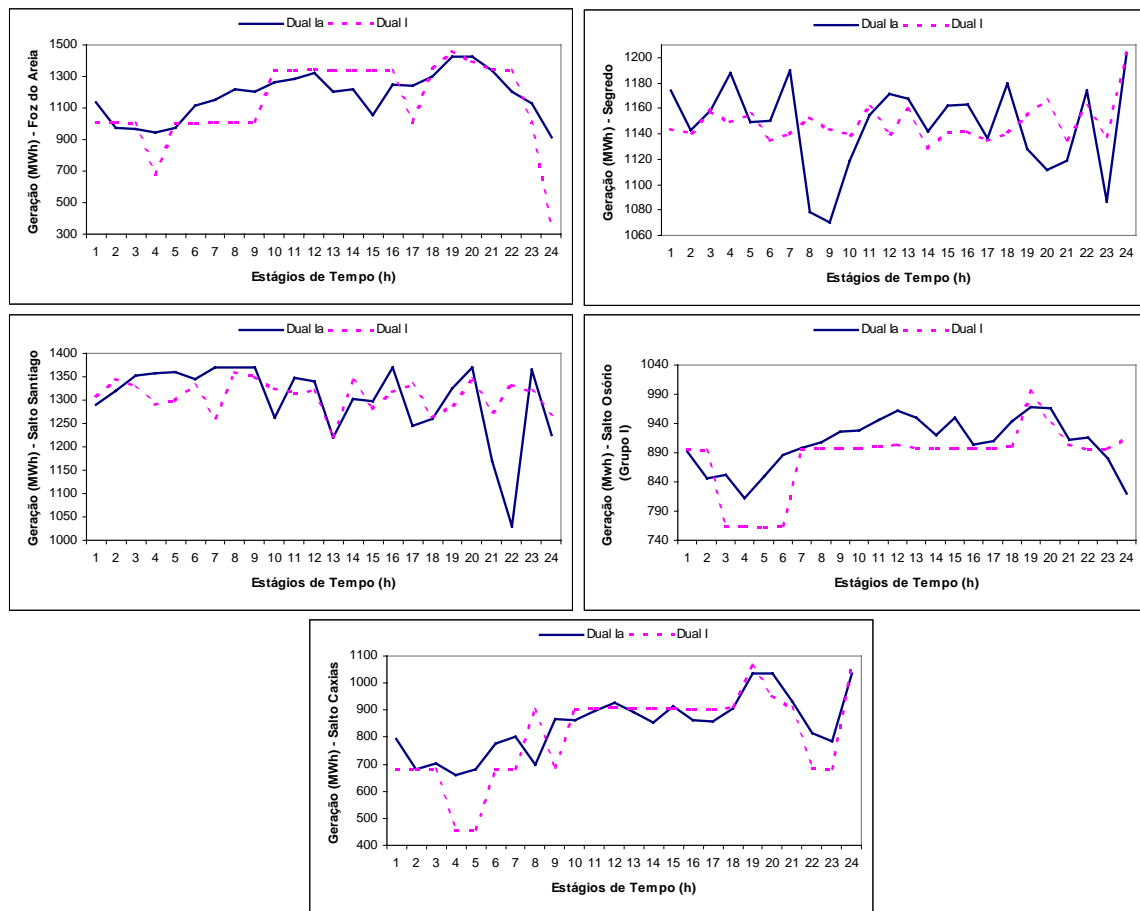 Dual Ia Dual I
Geração (MWh) - Foz do Areia
1500
1300
1100
900
700
500
300
1 2 3 4 5 6 7 8 9 10 11 12 13 14 15 16 17 18 19 20 21 22 23 24
Estágios de Tempo (h)
Dual Ia Dual I
Geração (MWh) - Segredo
1200
1180
1160
1140
1120
1100
1080
1060
1 2 3 4 5 6 7 8 9 10 11 12 13 14 15 16 17 18 19 20 21 22 23 24
Estágios de Tempo (h)
Dual Ia Dual I
Geração (MWh) - Salto Santiago
1400
1350
1300
1250
1200
1150
1100
1050
1000
1 2 3 4 5 6 7 8 9 10 11 12 13 14 15 16 17 18 19 20 21 22 23 24
Estágios de Tempo (h)
Dual Ia Dual I
Geração (Mwh) - Salto Osório
(Grupo I)
1040
990
940
890
840
790
740
1 2 3 4 5 6 7 8 9 10 11 12 13 14 15 16 17 18 19 20 21 22 23 24
Estágios de Tempo (h)
Dual Ia Dual I
Geração (MWh) - Salto Caxias
1100
1000
900
800
700
600
500
400
1 2 3 4 5 6 7 8 9 10 11 12 13 14 15 16 17 18 19 20 21 22 23 24
Estágios de Tempo (h)